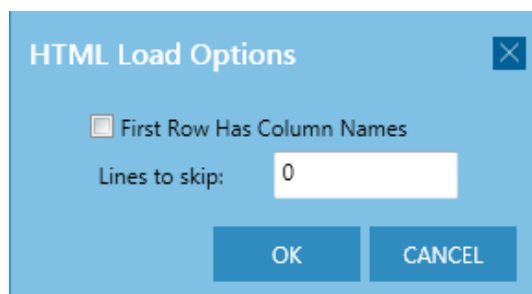 HTML Load Options
First Row Has Column Names
Lines to skip: 0
OK CANCEL